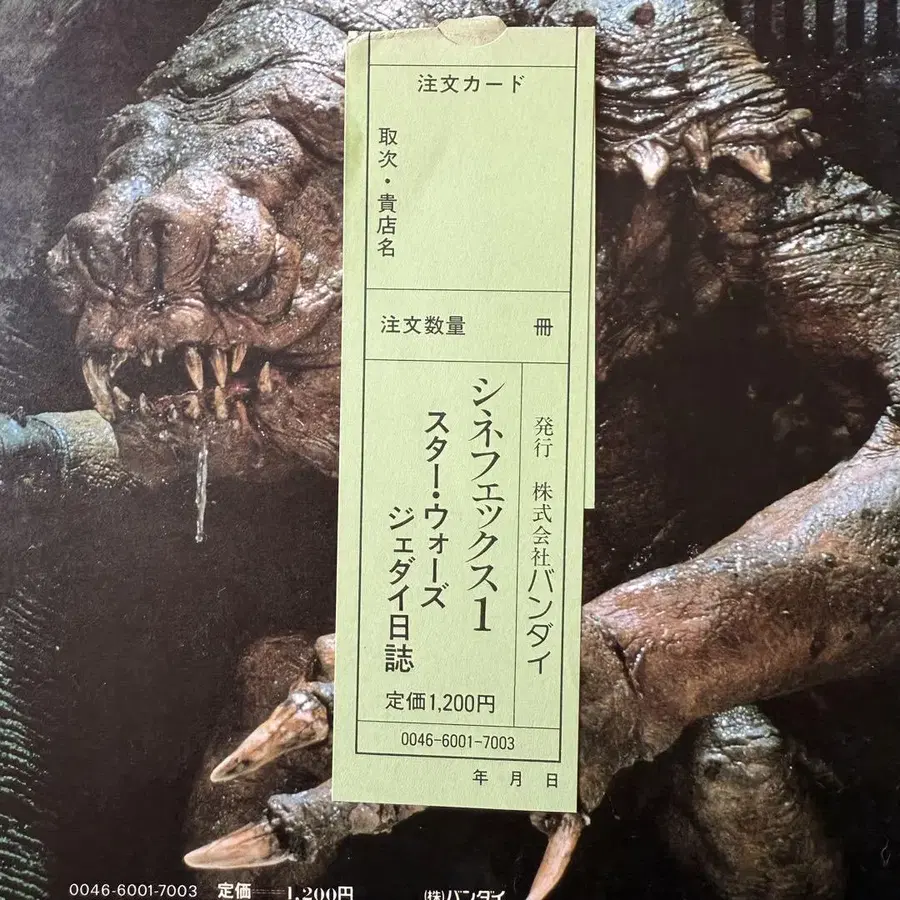 注文カード
取次・貴店名
注文数量 冊
発行 株式会社バンダイ
シネフェックス1
スター・ウォーズ
ジェダイ日誌
定価1,200円
0046-6001-7003
年 月 日
0046-6001-7003 定価 1,200円 (株)バンダイ